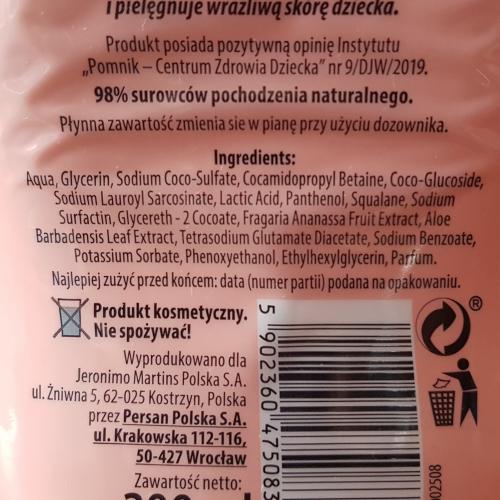 i pielęgnuje wrażliwą skórę dziecka.
Produkt posiada pozytywną opinię Instytutu
„Pomnik – Centrum Zdrowia Dziecka” nr 9/DJW/2019.
98% surowców pochodzenia naturalnego.
Płynna zawartość zmienia sie w pianę przy użyciu dozownika.
Ingredients:
Aqua, Glycerin, Sodium Coco-Sulfate, Cocamidopropyl Betaine, Coco-Glucoside,
Sodium Lauroyl Sarcosinate, Lactic Acid, Panthenol, Squalane, Sodium
Surfactin, Glycereth - 2 Cocoate, Fragaria Ananassa Fruit Extract, Aloe
Barbadensis Leaf Extract, Tetrasodium Glutamate Diacetate, Sodium Benzoate,
Potassium Sorbate, Phenoxyethanol, Ethylhexylglycerin, Parfum.
Najlepiej zużyć przed końcem: data (numer partii) podana na opakowaniu.
Produkt kosmetyczny.
Nie spożywać!
Wyprodukowano dla
Jeronimo Martins Polska S.A.
ul. Żniwna 5, 62-025 Kostrzyn, Polska
przez Persan Polska S.A.
ul. Krakowska 112-116,
50-427 Wrocław
Zawartość netto:
5 902360 475083
®
02508